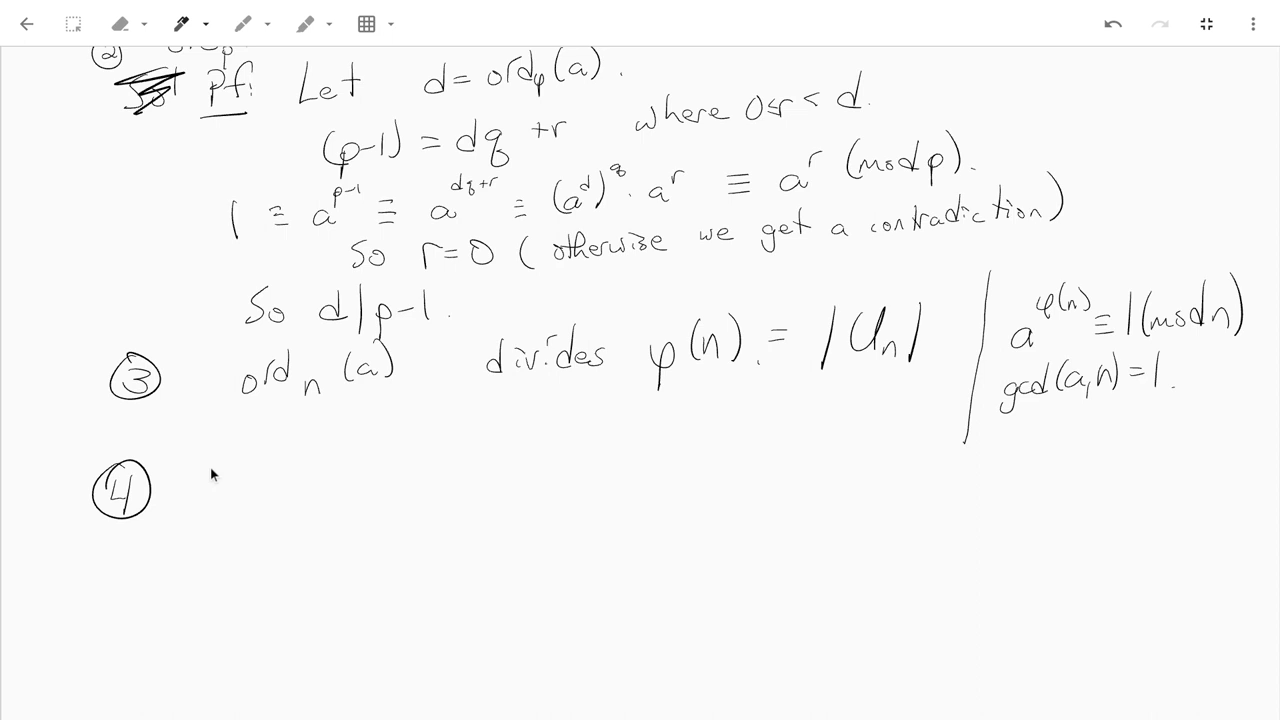 ②
pf: Let d = ord_p(a).
(p-1) = dq + r where 0 ≤ r < d.
1 ≡ a^{p-1} ≡ a^{dq+r} ≡ (a^d)^q · a^r ≡ a^r (mod p).
So r = 0 (otherwise we get a contradiction)
So d | p-1.
③ ord_n(a) divides φ(n). = |U_n|
a^{φ(n)} ≡ 1 (mod n)
gcd(a,n) = 1.
④